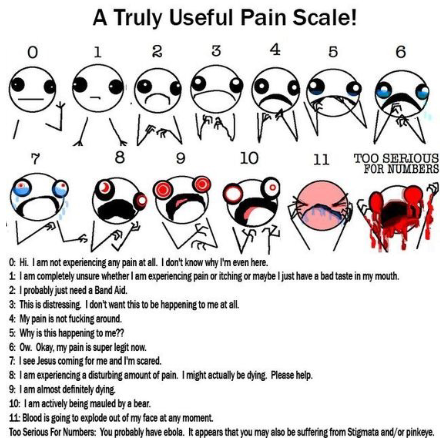 A Truly Useful Pain Scale!
0 1 2 3 4 5 6
7 8 9 10 11 TOO SERIOUS
FOR NUMBERS
0: Hi. I am not experiencing any pain at all. I don't know why I'm even here.
1: I am completely unsure whether I am experiencing pain or itching or maybe I just have a bad taste in my mouth.
2: I probably just need a Band Aid.
3: This is distressing. I don't want this to be happening to me at all.
4: My pain is not fucking around.
5: Why is this happening to me??
6: Ow. Okay, my pain is super legit now.
7: I see Jesus coming for me and I'm scared.
8: I am experiencing a disturbing amount of pain. I might actually be dying. Please help.
9: I am almost definitely dying.
10: I am actively being mauled by a bear.
11: Blood is going to explode out of my face at any moment.
Too Serious For Numbers: You probably have ebola. It appears that you may also be suffering from Stigmata and/or pinkeye.